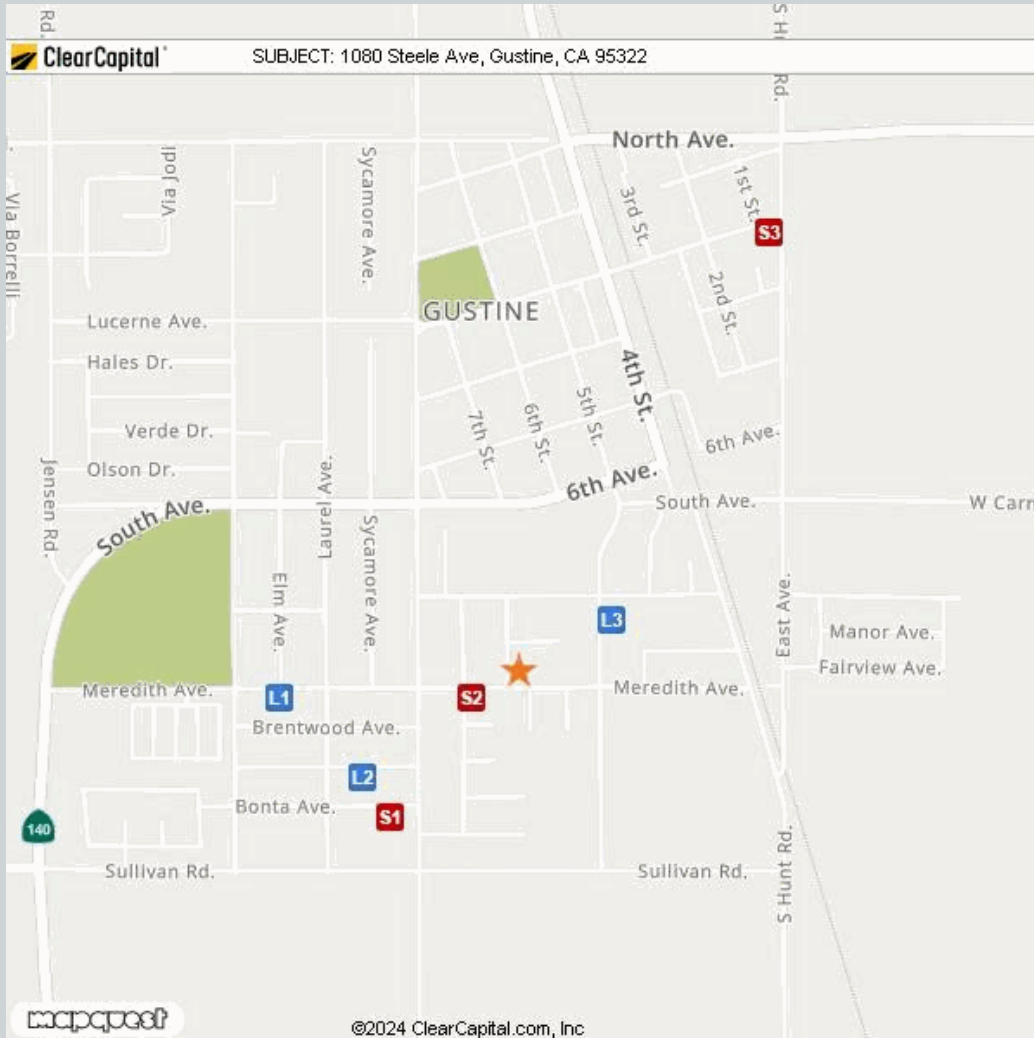 Rd.
S Hu
ClearCapital
SUBJECT: 1080 Steele Ave, Gustine, CA 95322
Rd.
North Ave.
Via Jodi
Sycamore Ave.
1st St.
3rd St.
Via Borrelli
S3
2nd St.
GUSTINE
Lucerne Ave.
Hales Dr.
4th St.
5th St.
6th St.
7th St.
Verde Dr.
6th Ave.
Olson Dr.
Jensen Rd.
Laurel Ave.
6th Ave.
South Ave.
South Ave.
W Carn
Sycamore Ave.
Elm Ave.
East Ave.
L3
Manor Ave.
Fairview Ave.
Meredith Ave.
L1
S2
Meredith Ave.
Brentwood Ave.
L2
Bonta Ave.
S1
140
Sullivan Rd.
Sullivan Rd.
S Hunt Rd.
mapquest
©2024 ClearCapital.com, Inc